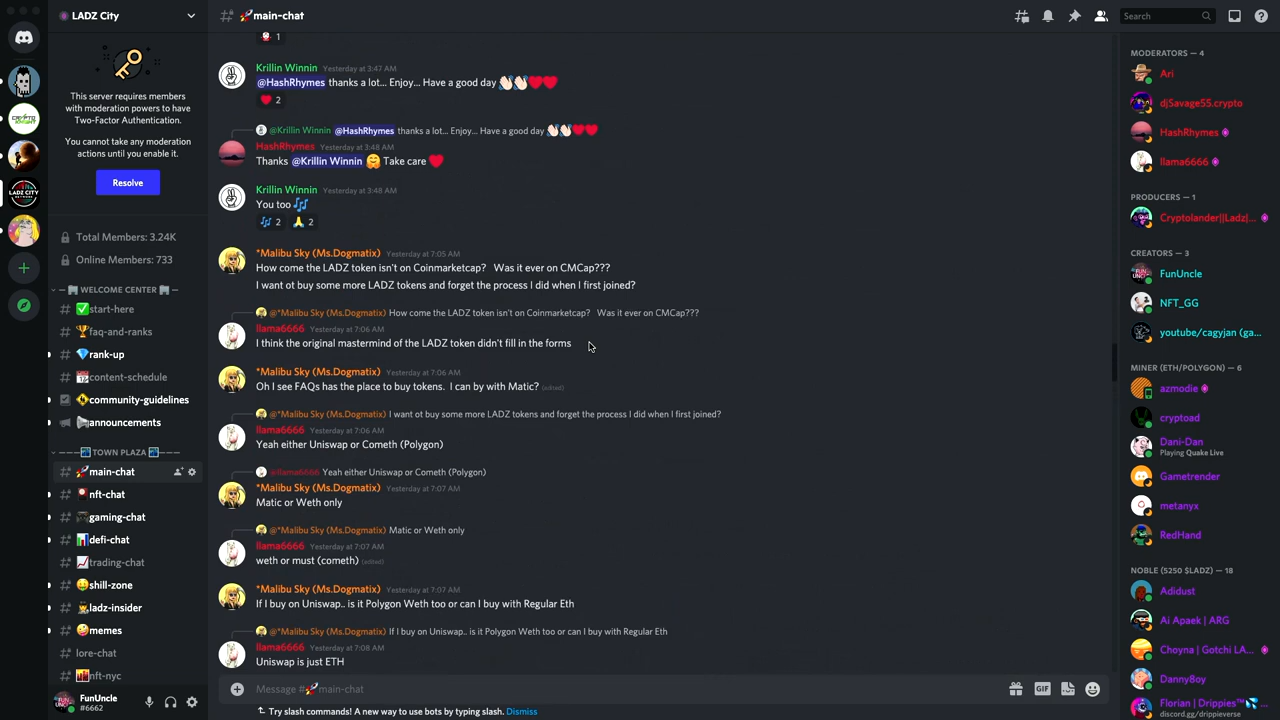 LADZ City
🚀main-chat
Search
This server requires
members with
moderation powers to have
Two-Factor Authentication.
You cannot take any moderation
actions until you enable it.
Resolve
Total Members: 3.24K
Online Members: 733
WELCOME CENTER
✅start-here
🏆faq-and-ranks
💎rank-up
📆content-schedule
community-guidelines
📢announcements
TOWN PLAZA
🚀main-chat
nft-chat
🎮gaming-chat
📊defi-chat
📈trading-chat
🤑shill-zone
ladz-insider
🤪memes
lore-chat
nft-nyc
FunUncle
#6662
1
Krillin Winnin Yesterday at 3:47 AM
@HashRhymes thanks a lot... Enjoy... Have a good day 👏🏻👏🏻❤️❤️
❤️ 2
@Krillin Winnin @HashRhymes thanks a lot... Enjoy... Have a good day 👏🏻👏🏻❤️❤️
HashRhymes Yesterday at 3:48 AM
Thanks @Krillin Winnin 🤗 Take care ❤️
Krillin Winnin Yesterday at 3:48 AM
You too 🎶
🎶 2 🙏 2
*Malibu Sky (Ms.Dogmatix) Yesterday at 7:05 AM
How come the LADZ token isn't on Coinmarketcap? Was it ever on CMCap???
I want ot buy some more LADZ tokens and forget the process I did when I first joined?
@*Malibu Sky (Ms.Dogmatix) How come the LADZ token isn't on Coinmarketcap? Was it ever on CMCap???
llama6666 Yesterday at 7:06 AM
I think the original mastermind of the LADZ token didn't fill in the forms
*Malibu Sky (Ms.Dogmatix) Yesterday at 7:06 AM
Oh I see FAQs has the place to buy tokens. I can by with Matic? (edited)
@*Malibu Sky (Ms.Dogmatix) I want ot buy some more LADZ tokens and forget the process I did when I first joined?
llama6666 Yesterday at 7:06 AM
Yeah either Uniswap or Cometh (Polygon)
@llama6666 Yeah either Uniswap or Cometh (Polygon)
*Malibu Sky (Ms.Dogmatix) Yesterday at 7:07 AM
Matic or Weth only
@*Malibu Sky (Ms.Dogmatix) Matic or Weth only
llama6666 Yesterday at 7:07 AM
weth or must (cometh) (edited)
*Malibu Sky (Ms.Dogmatix) Yesterday at 7:07 AM
If I buy on Uniswap.. is it Polygon Weth too or can I buy with Regular Eth
@*Malibu Sky (Ms.Dogmatix) If I buy on Uniswap.. is it Polygon Weth too or can I buy with Regular Eth
llama6666 Yesterday at 7:08 AM
Uniswap is just ETH
Message #🚀main-chat
GIF
Try slash commands! A new way to use bots by typing slash. Dismiss
MODERATORS — 4
Ari
djSavage55.crypto
HashRhymes
llama6666
PRODUCERS — 1
Cryptolander||Ladz|...
CREATORS — 3
FunUncle
NFT_GG
youtube/cagyjan (ga...
MINER (ETH/POLYGON) — 6
azmodie
cryptoad
Dani-Dan
Playing Quake Live
Gametrender
metanyx
RedHand
NOBLE (5250 $LADZ) — 18
Adidust
Ai Apaek | ARG
Choyna | Gotchi LA...
Danny8oy
Florian | Drippies💦 ...
discord.gg/drippieverse